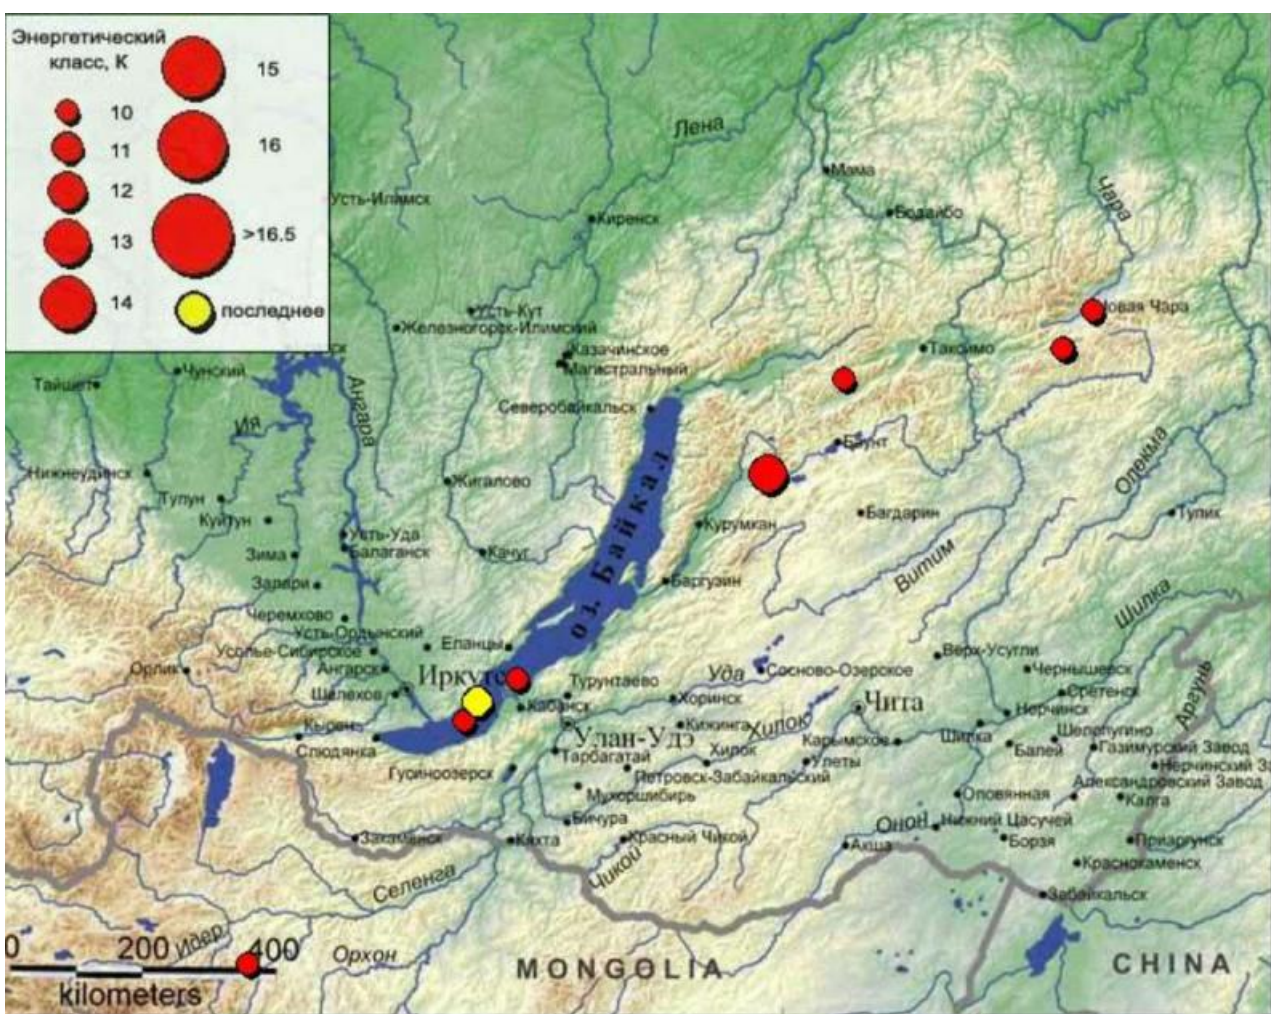 Энергетический
класс, К
10
11
12
13
14
15
16
>16.5
последнее
Лена
Мама
Усть-Илимск
Киренск
Бодайбо
Чара
Усть-Кут
Железногорск-Илимский
Новая Чара
Казачинское
Магистральный
Таксимо
Тайшет
Чунский
Ангара
Северобайкальск
Ия
Баунт
Нижнеудинск
Жигалово
Олекма
Тулун
Куйтун
Курумкан
Багдарин
Тупик
Усть-Уда
Балаганск
Зима
Качуг
оз. Байкал
Витим
Залари
Баргузин
Шилка
Черемхово
Усть-Ордынский
Еланцы
Усолье-Сибирское
Верх-Усугли
Орлик
Ангарск
Иркутс
Уда
Сосново-Озерское
Чернышевск
Шелехов
Турунтаево
Хоринск
Сретенск
Аргунь
Кабанск
Чита
Нерчинск
Кырен
Кижинга
Хилок
Слюдянка
Улан-Удэ
Карымское
Шилка
Шелопугино
Балей
Газимурский Завод
Тарбагатай
Хилок
Улеты
Нерчинский За
Гусиноозерск
Петровск-Забайкальский
Александровский Завод
Мухоршибирь
Оловянная
Калга
Бичура
Онон
Нижний Цасучей
Закаменск
Кяхта
Красный Чикой
Акша
Борзя
Приаргунск
Чикой
Краснокаменск
Селенга
Забайкальск
Идер
Орхон
MONGOLIA
CHINA
0 200 400
kilometers